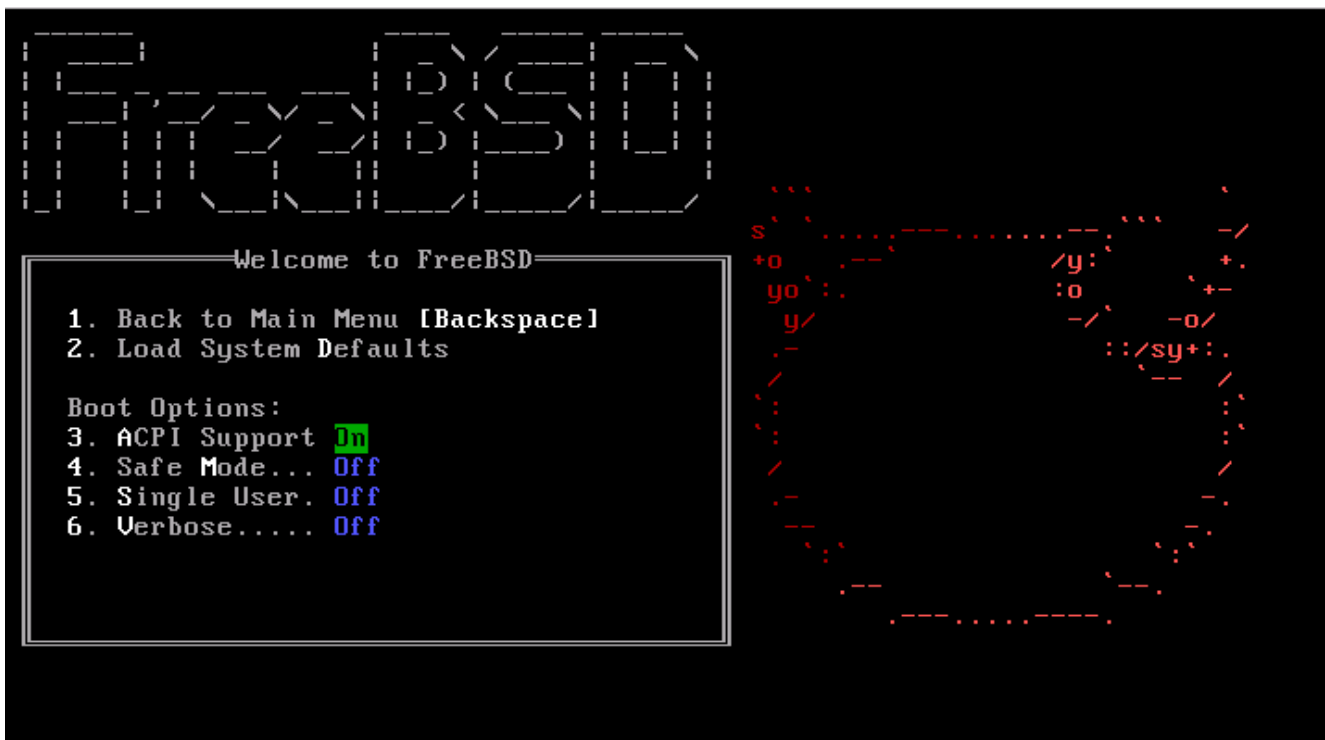 FreeBSD
Welcome to FreeBSD
1. Back to Main Menu [Backspace]
2. Load System Defaults
Boot Options:
3. ACPI Support On
4. Safe Mode... Off
5. Single User. Off
6. Verbose..... Off